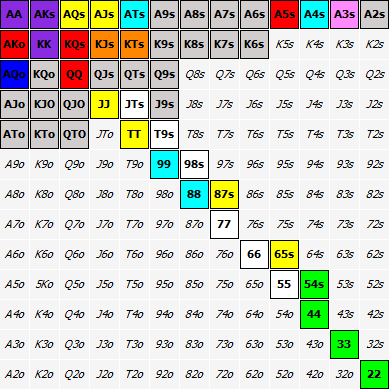 AA AKs AQs AJs ATs A9s A8s A7s A6s A5s A4s A3s A2s
AKo KK KQs KJs KTs K9s K8s K7s K6s K5s K4s K3s K2s
AQo KQo QQ QJs QTs Q9s Q8s Q7s Q6s Q5s Q4s Q3s Q2s
AJo KJO QJO JJ JTs J9s J8s J7s J6s J5s J4s J3s J2s
ATo KTo QTO JTo TT T9s T8s T7s T6s T5s T4s T3s T2s
A9o K9o Q9o J9o T9o 99 98s 97s 96s 95s 94s 93s 92s
A8o K8o Q8o J8o T8o 98o 88 87s 86s 85s 84s 83s 82s
A7o K7o Q7o J7o T7o 97o 87o 77 76s 75s 74s 73s 72s
A6o K6o Q6o J6o T6o 96o 86o 76o 66 65s 64s 63s 62s
A5o 5Ko Q5o J5o T5o 95o 85o 75o 65o 55 54s 53s 52s
A4o K4o Q4o J4o T4o 94o 84o 74o 64o 54o 44 43s 42s
A3o K3o Q3o J3o T3o 93o 83o 73o 63o 53o 43o 33 32s
A2o K2o Q2o J2o T2o 92o 82o 72o 62o 52o 42o 32o 22